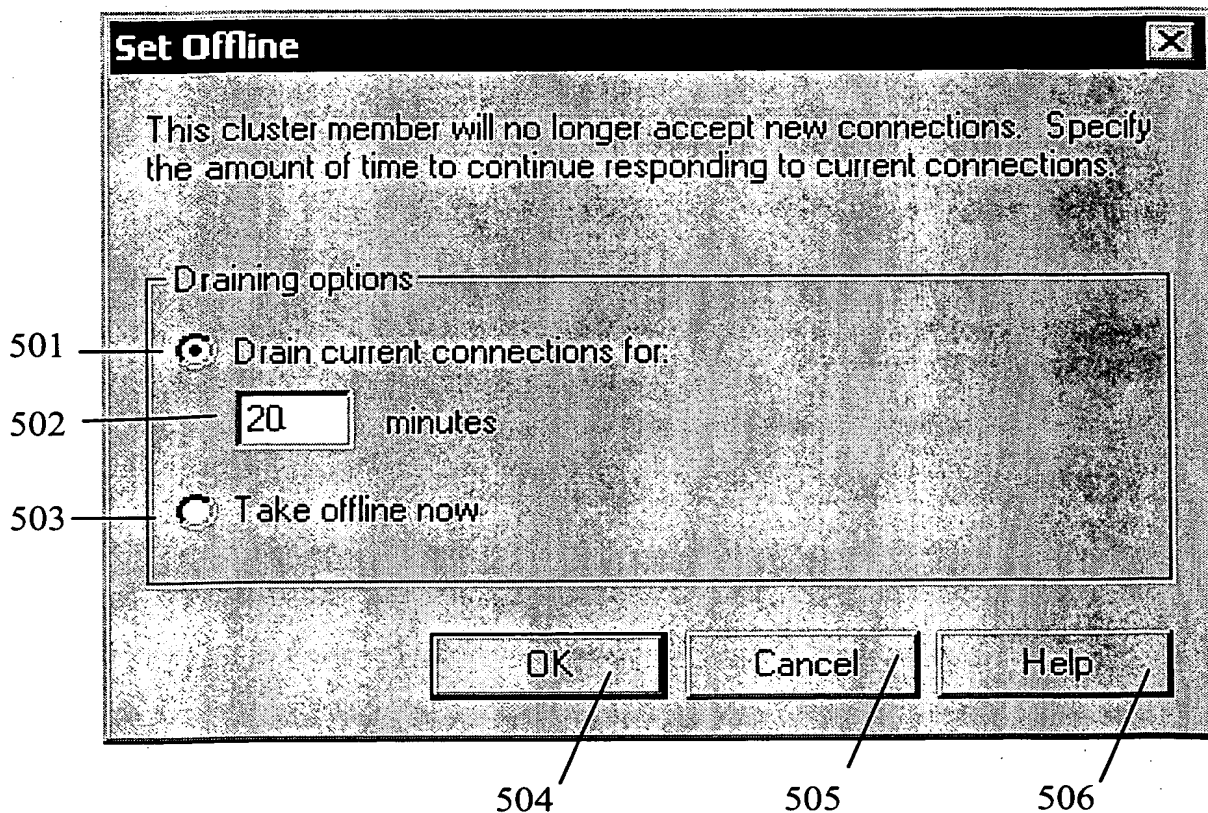 Set Offline
This cluster member will no longer accept new connections. Specify
the amount of time to continue responding to current connections.
Draining options
501 Drain current connections for:
502 20 minutes
503 Take offline now
OK Cancel Help
504 505 506